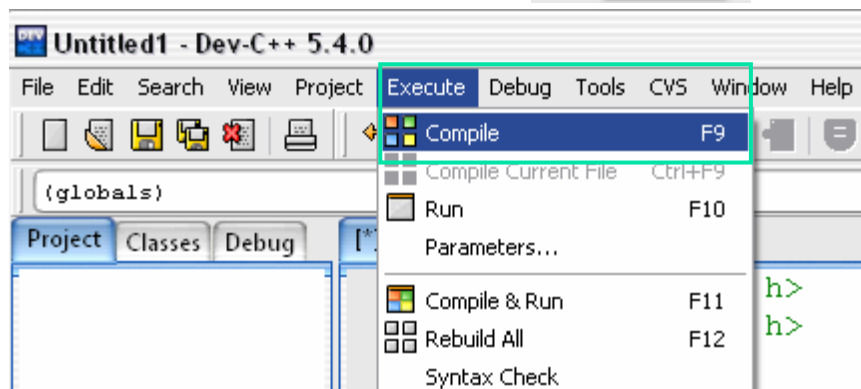 DEV Untitled1 - Dev-C++ 5.4.0
File Edit Search View Project Execute Debug Tools CVS Window Help
Compile F9
Compile Current File Ctrl+F9
(globals)
Run F10
Project Classes Debug [*]
Parameters...
Compile & Run F11 h>
Rebuild All F12 h>
Syntax Check